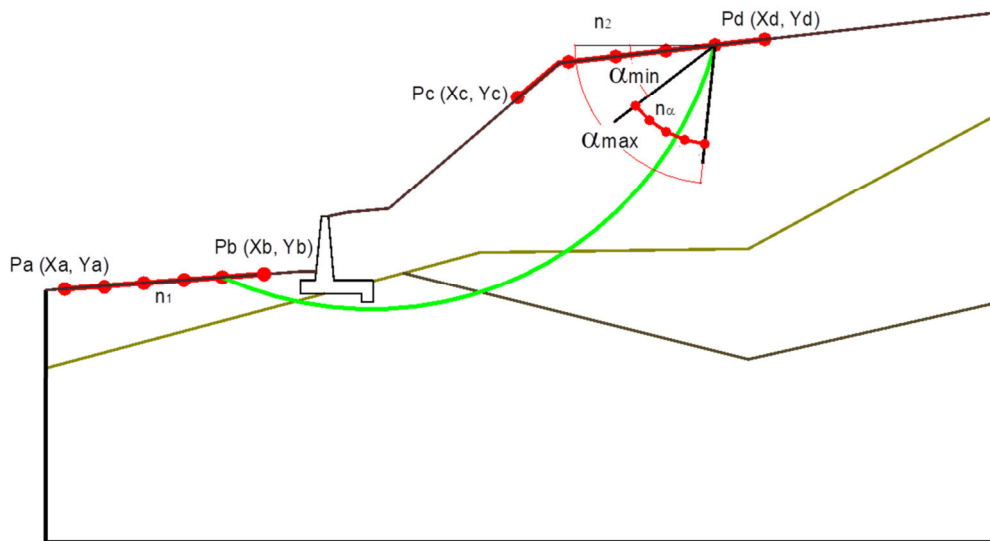 n2
Pd (Xd, Yd)
αmin
Pc (Xc, Yc)
nα
αmax
Pb (Xb, Yb)
Pa (Xa, Ya)
n1